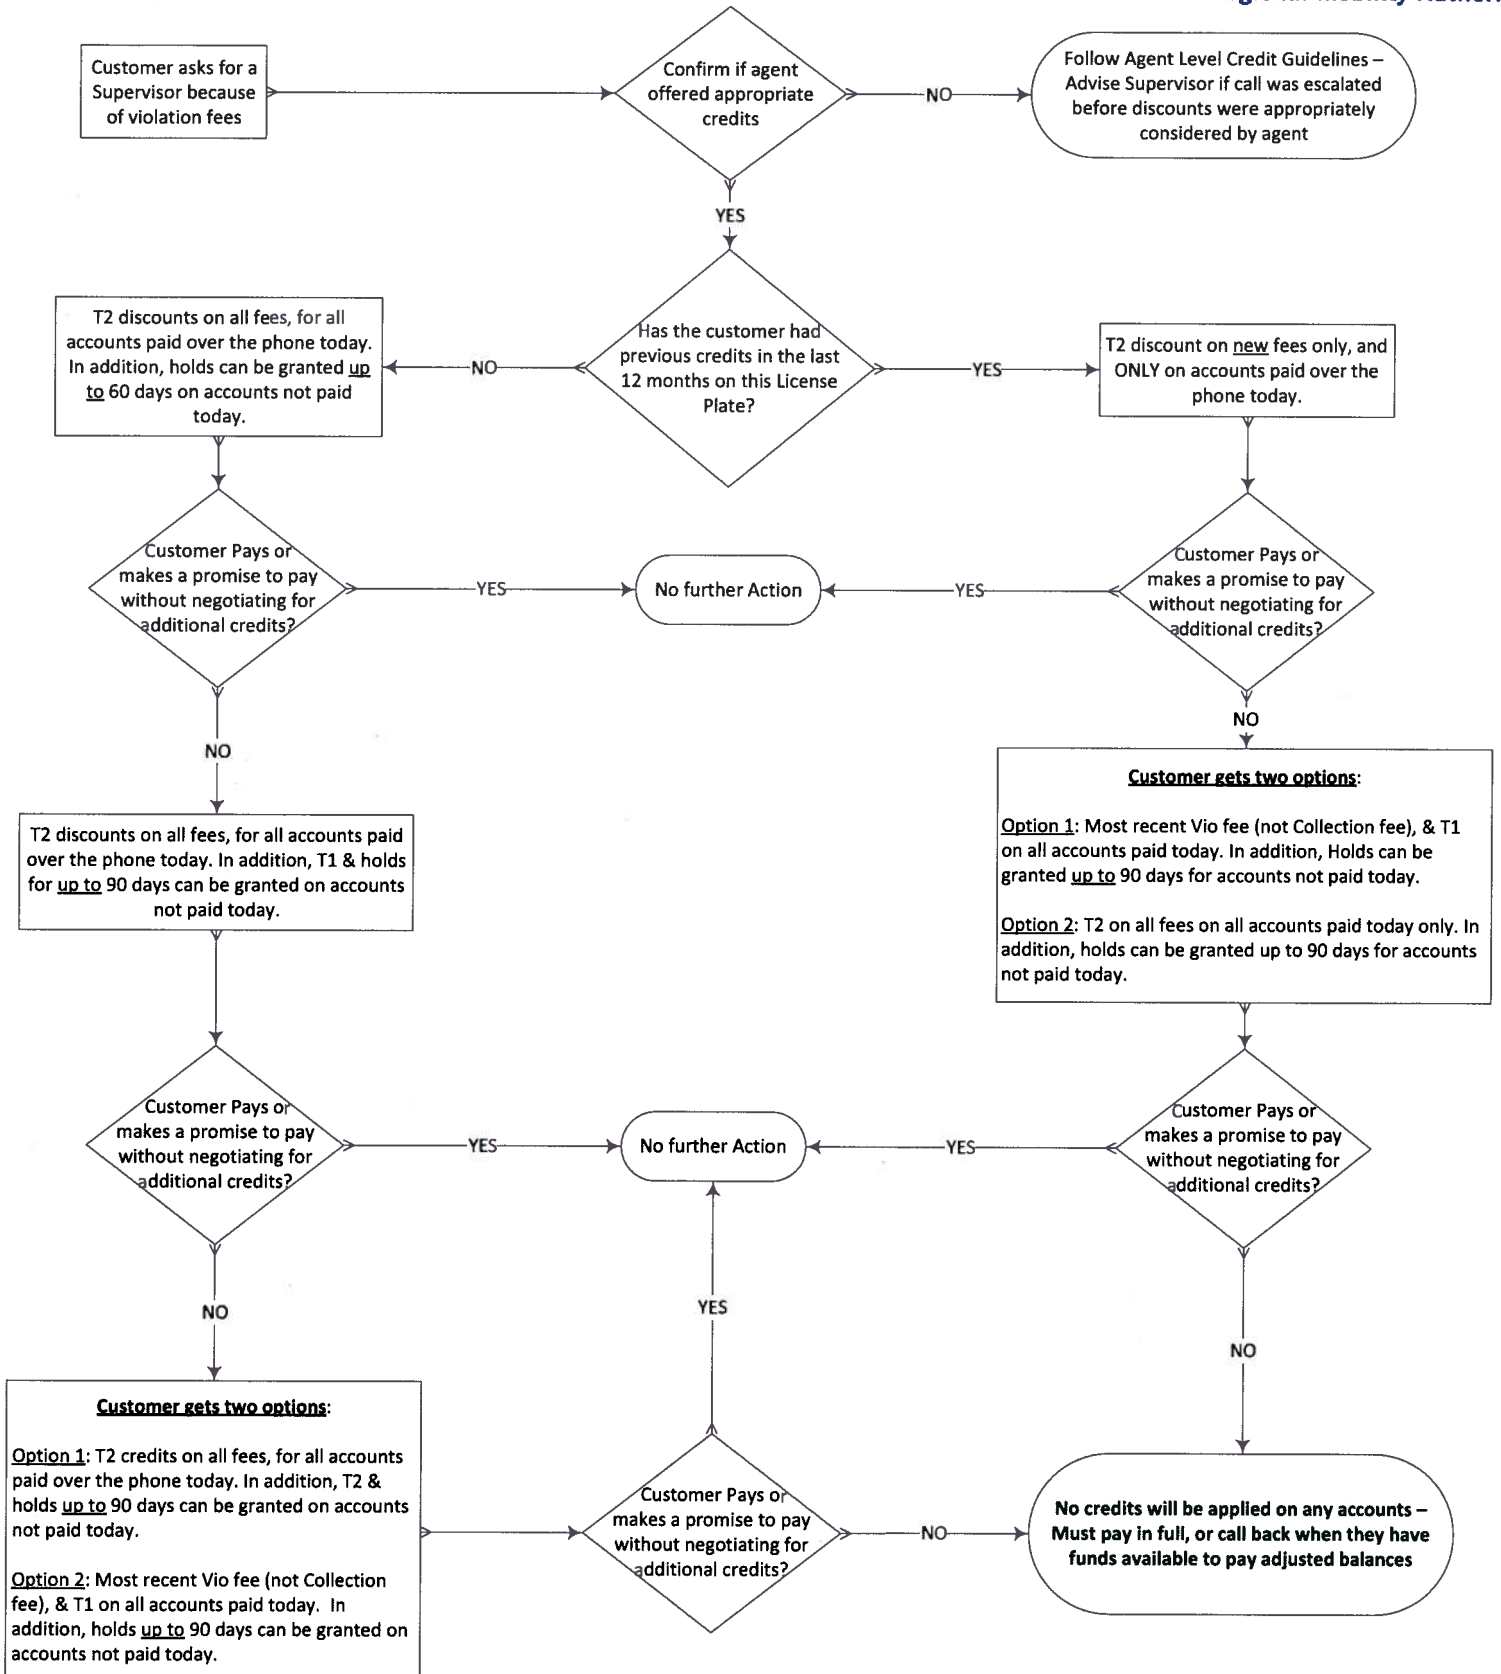 Customer asks for a
Supervisor because
of violation fees
Confirm if agent
offered appropriate
credits
NO
Follow Agent Level Credit Guidelines –
Advise Supervisor if call was escalated
before discounts were appropriately
considered by agent
YES
T2 discounts on all fees, for all
accounts paid over the phone today.
In addition, holds can be granted up
to 60 days on accounts not paid
today.
NO
Has the customer had
previous credits in the last
12 months on this License
Plate?
YES
T2 discount on new fees only, and
ONLY on accounts paid over the
phone today.
Customer Pays or
makes a promise to pay
without negotiating for
additional credits?
YES
No further Action
YES
Customer Pays or
makes a promise to pay
without negotiating for
additional credits?
NO
NO
T2 discounts on all fees, for all accounts paid
over the phone today. In addition, T1 & holds
for up to 90 days can be granted on accounts
not paid today.
Customer gets two options:
Option 1: Most recent Vio fee (not Collection fee), & T1
on all accounts paid today. In addition, Holds can be
granted up to 90 days for accounts not paid today.
Option 2: T2 on all fees on all accounts paid today only. In
addition, holds can be granted up to 90 days for accounts
not paid today.
Customer Pays or
makes a promise to pay
without negotiating for
additional credits?
YES
No further Action
YES
Customer Pays or
makes a promise to pay
without negotiating for
additional credits?
NO
YES
NO
Customer gets two options:
Option 1: T2 credits on all fees, for all accounts
paid over the phone today. In addition, T2 &
holds up to 90 days can be granted on accounts
not paid today.
Option 2: Most recent Vio fee (not Collection
fee), & T1 on all accounts paid today. In
addition, holds up to 90 days can be granted on
accounts not paid today.
Customer Pays or
makes a promise to pay
without negotiating for
additional credits?
NO
No credits will be applied on any accounts –
Must pay in full, or call back when they have
funds available to pay adjusted balances